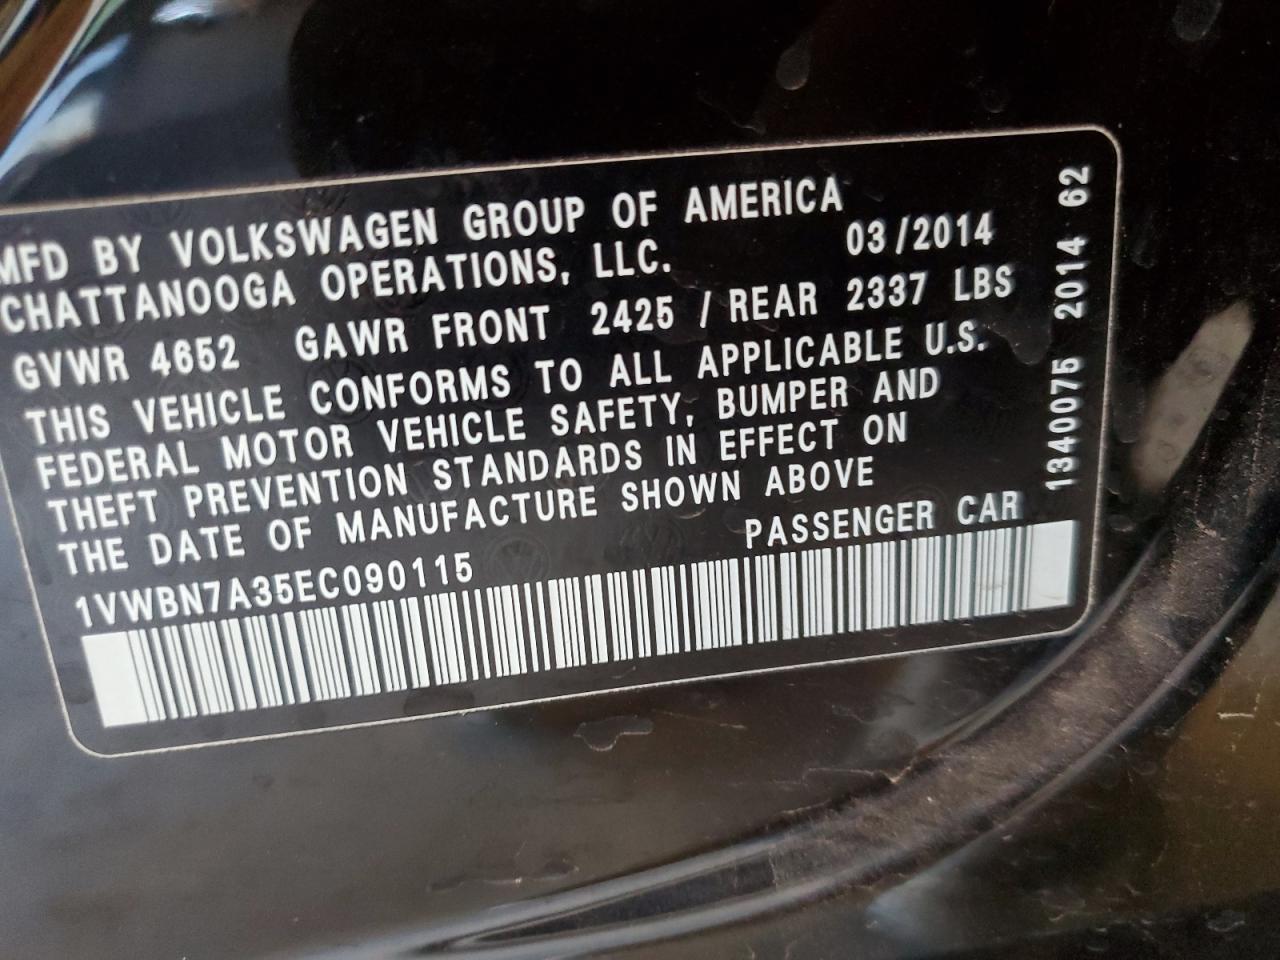 MFD BY VOLKSWAGEN GROUP OF AMERICA
CHATTANOOGA OPERATIONS, LLC. 03/2014
GVWR 4652 GAWR FRONT 2425 / REAR 2337 LBS
THIS VEHICLE CONFORMS TO ALL APPLICABLE U.S.
FEDERAL MOTOR VEHICLE SAFETY, BUMPER AND
THEFT PREVENTION STANDARDS IN EFFECT ON
THE DATE OF MANUFACTURE SHOWN ABOVE
1VWBN7A35EC090115 PASSENGER CAR
1340075 2014 62